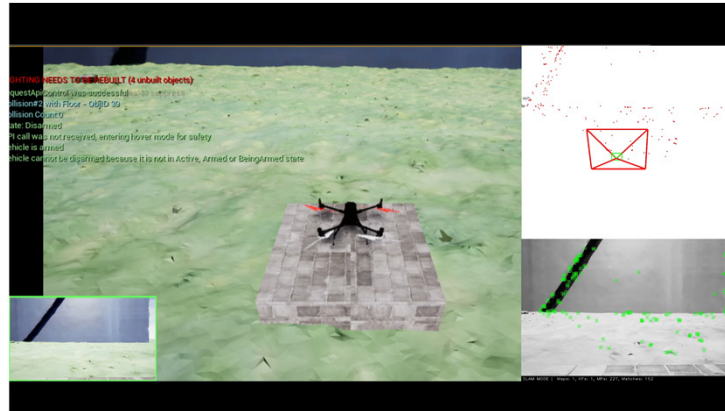 GHTING NEEDS TO BE REBUILT (4 unbuilt objects)
questApiControl was successful
ollision#2 with Floor - ObjID 30
ollision Count:0
ate: Disarmed
PI call was not received, entering hover mode for safety
ehicle is armed
ehicle cannot be disarmed because it is not in Active, Armed or BeingArmed state
SLAM MODE | Maps: 1, KFs: 1, MPs: 227, Matches: 152